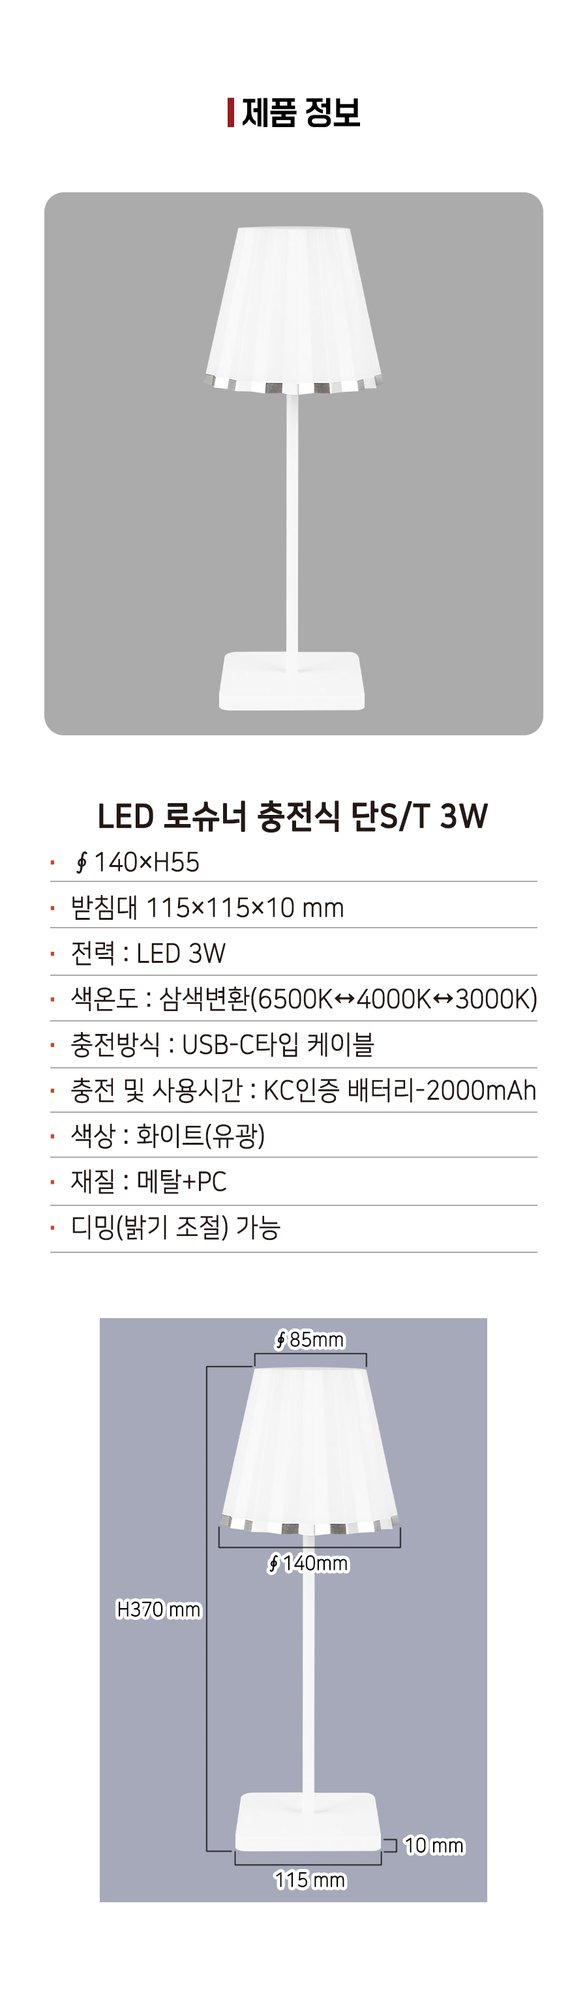 제품 정보
LED 로슈너 충전식 단S/T 3W
∮140×H55
받침대 115×115×10 mm
전력 : LED 3W
색온도 : 삼색변환(6500K↔4000K↔3000K)
충전방식 : USB-C타입 케이블
충전 및 사용시간 : KC인증 배터리-2000mAh
색상 : 화이트(유광)
재질 : 메탈+PC
디밍(밝기 조절) 가능
∮85mm
∮140mm
H370 mm
10 mm
115 mm